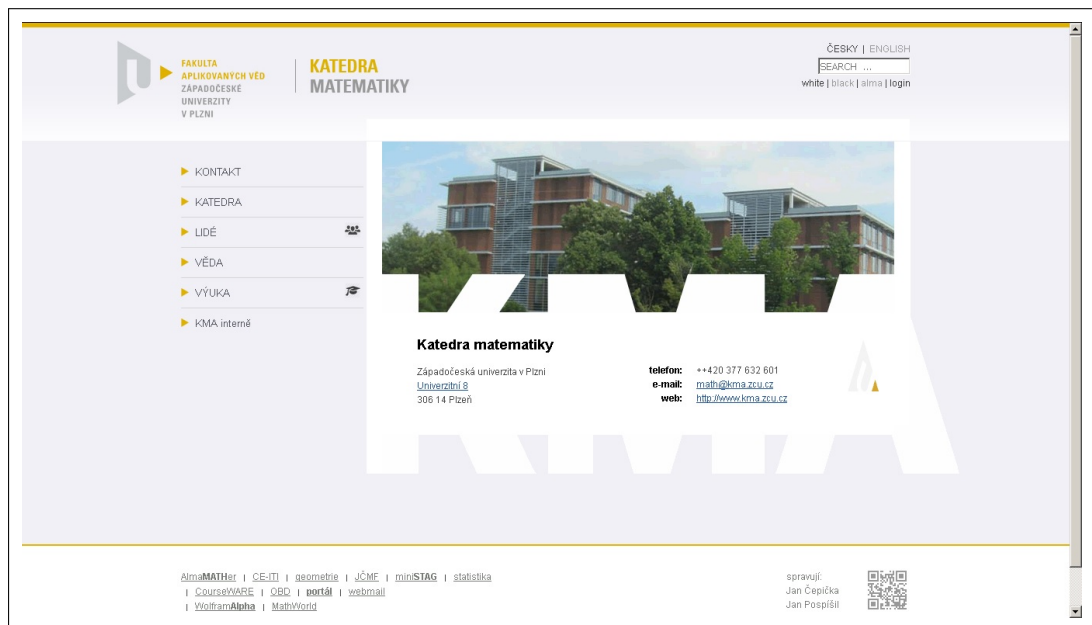 FAKULTA
APLIKOVANÝCH VĚD
ZÁPADOČESKÉ
UNIVERZITY
V PLZNI
KATEDRA
MATEMATIKY
ČESKY | ENGLISH
SEARCH ...
white | black | alma | login
KONTAKT
KATEDRA
LIDÉ
VĚDA
VÝUKA
KMA interně
KMA
Katedra matematiky
Západočeská univerzita v Plzni
Univerzitní 8
306 14 Plzeň
telefon: ++420 377 632 601
e-mail: math@kma.zcu.cz
web: http://www.kma.zcu.cz
KMA
AlmaMATHer | CE-ITI | geometrie | JČMF | miniSTAG | statistika
| CourseWARE | OBD | portál | webmail
| WolframAlpha | MathWorld
spravují:
Jan Čepička
Jan Pospíšil